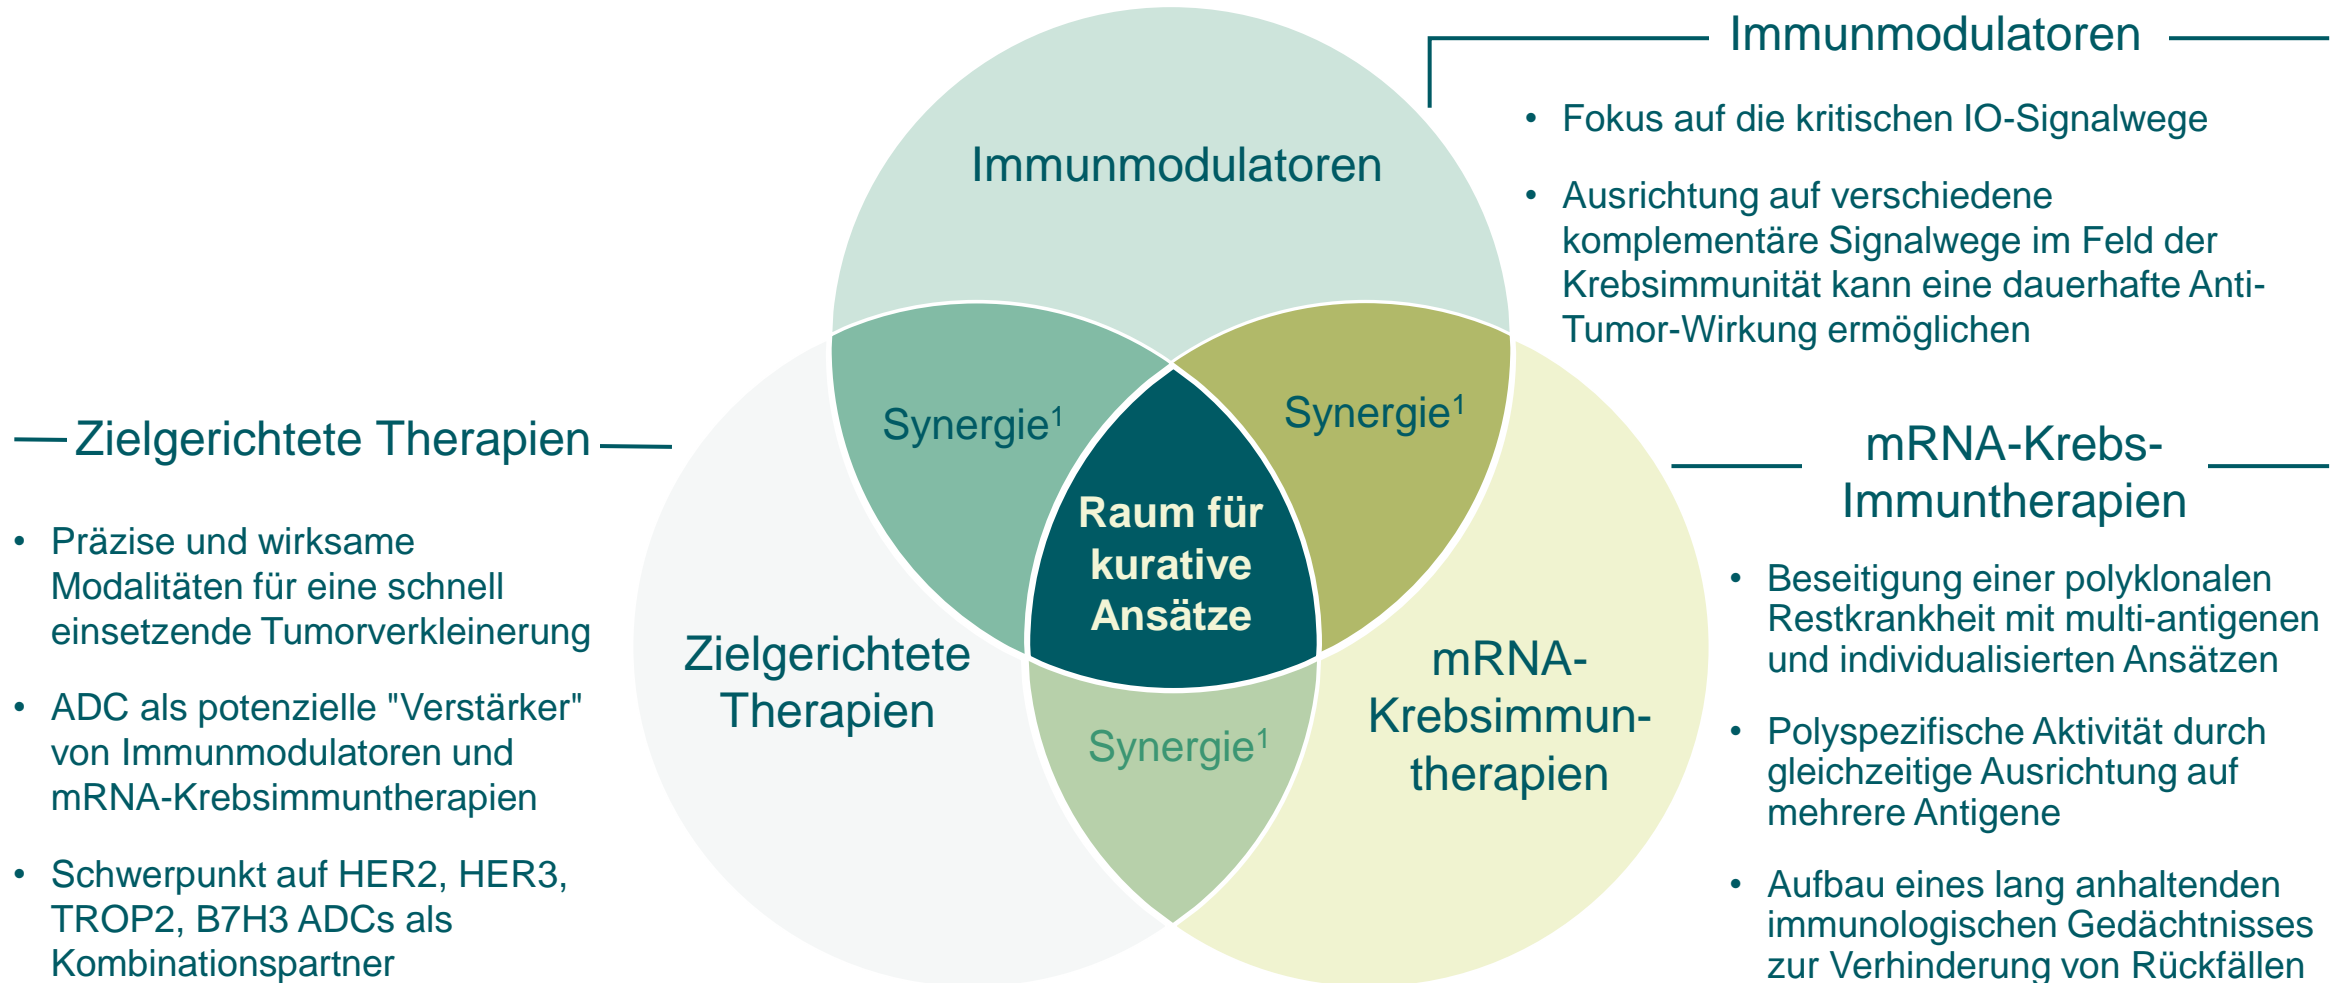 Immunmodulatoren
• Fokus auf die kritischen IO-Signalwege
• Ausrichtung auf verschiedene
komplementäre Signalwege im Feld der
Krebsimmunität kann eine dauerhafte Anti-
Tumor-Wirkung ermöglichen
Immunmodulatoren
Synergie¹
Synergie¹
Raum für
kurative
Ansätze
Zielgerichtete
Therapien
mRNA-
Krebsimmun-
therapien
Synergie¹
Zielgerichtete Therapien
• Präzise und wirksame
Modalitäten für eine schnell
einsetzende Tumorverkleinerung
• ADC als potenzielle "Verstärker"
von Immunmodulatoren und
mRNA-Krebsimmuntherapien
• Schwerpunkt auf HER2, HER3,
TROP2, B7H3 ADCs als
Kombinationspartner
mRNA-Krebs-
Immuntherapien
• Beseitigung einer polyklonalen
Restkrankheit mit multi-antigenen
und individualisierten Ansätzen
• Polyspezifische Aktivität durch
gleichzeitige Ausrichtung auf
mehrere Antigene
• Aufbau eines lang anhaltenden
immunologischen Gedächtnisses
zur Verhinderung von Rückfällen